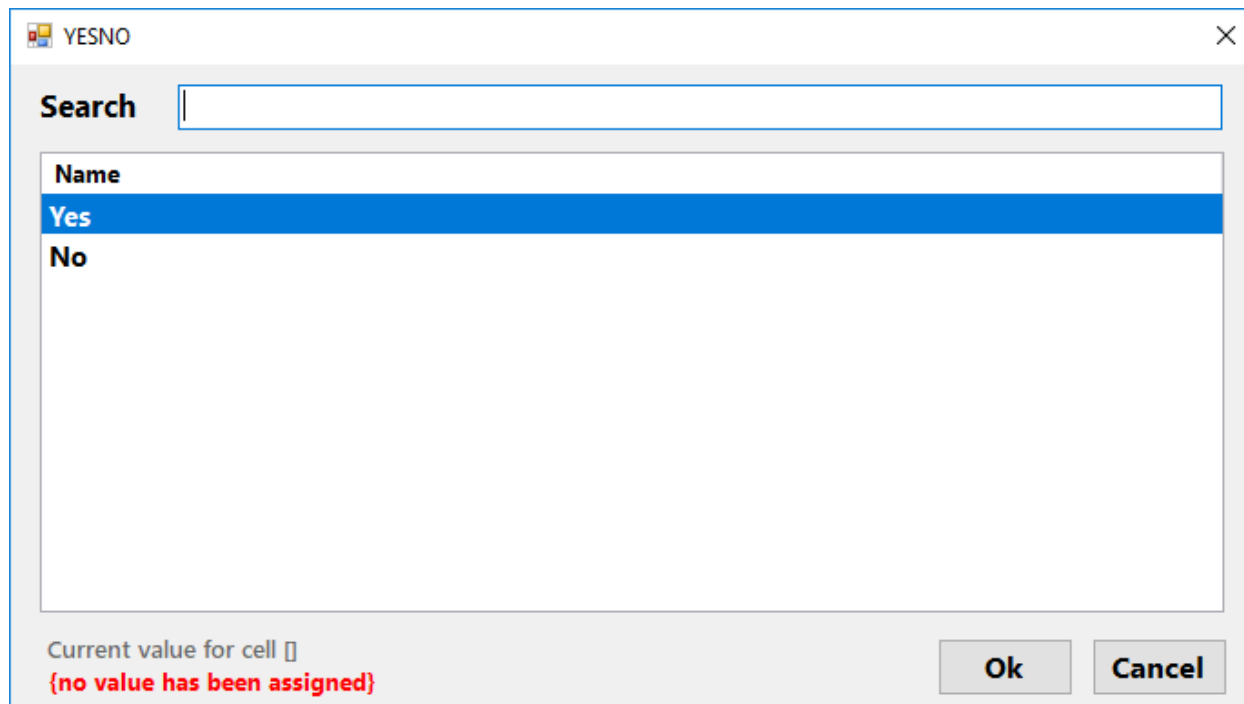 YESNO
Search
Name
Yes
No
Current value for cell []
{no value has been assigned}
Ok
Cancel